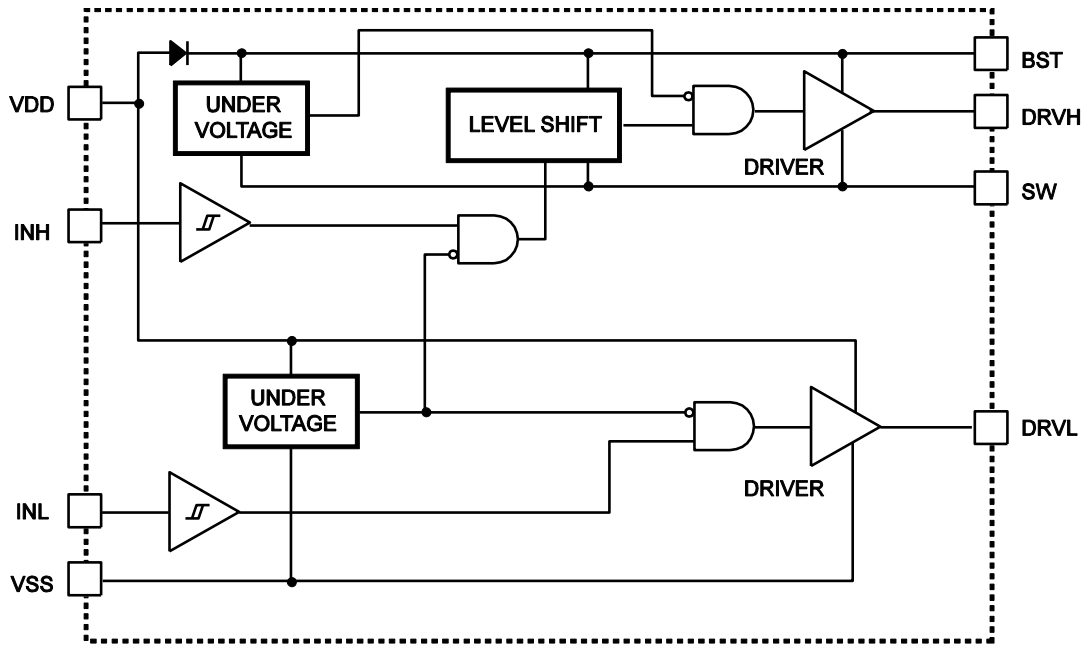 BST
VDD
UNDER
VOLTAGE
LEVEL SHIFT
DRVH
DRIVER
SW
INH
UNDER
VOLTAGE
DRVL
DRIVER
INL
VSS